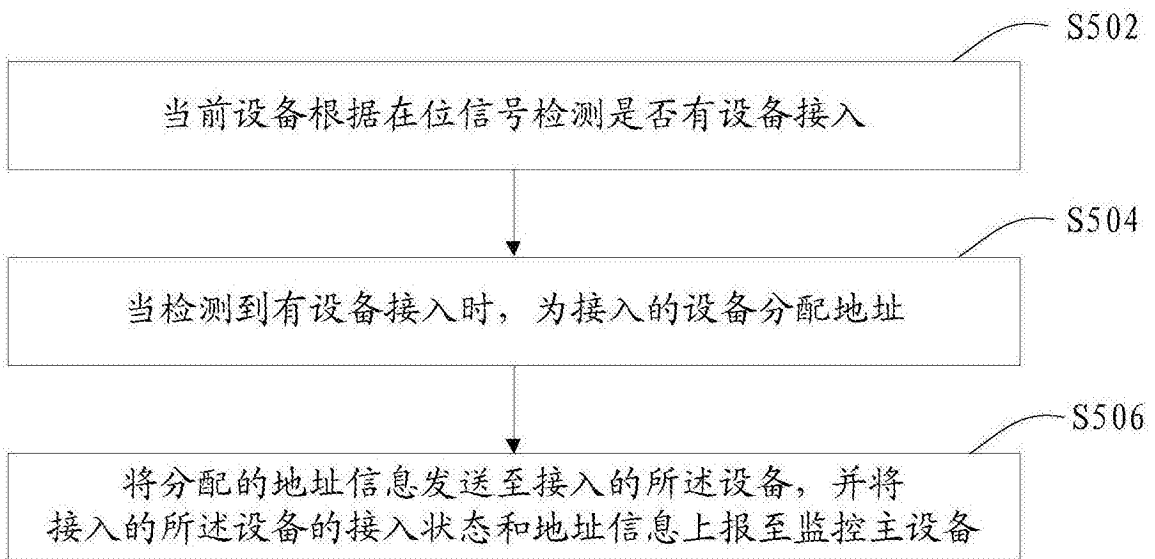 S502
当前设备根据在位信号检测是否有设备接入
S504
当检测到有设备接入时，为接入的设备分配地址
S506
将分配的地址信息发送至接入的所述设备，并将
接入的所述设备的接入状态和地址信息上报至监控主设备